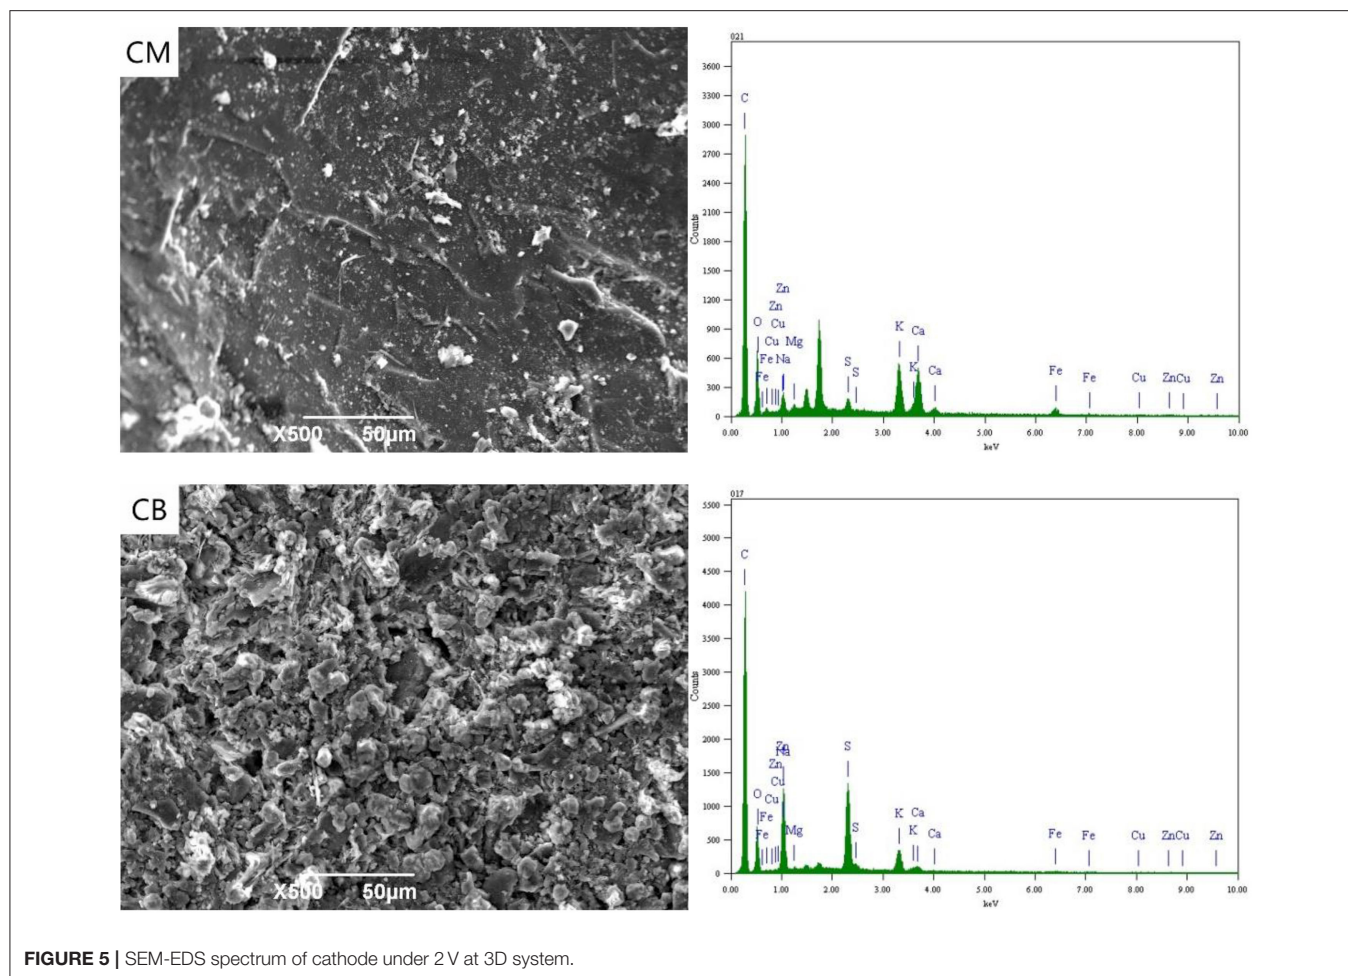 CM
X500 50μm
021
Counts
3600
3300
3000
2700
2400
2100
1800
1500
1200
900
600
300
0
C
O
Fe
Fe
Cu
Cu
Zn
Zn
Na
Mg
S
S
K
K
Ca
Ca
Fe
Fe
Cu
Zn
Cu
Zn
0.00 1.00 2.00 3.00 4.00 5.00 6.00 7.00 8.00 9.00 10.00
keV
CB
X500 50μm
017
Counts
5500
5000
4500
4000
3500
3000
2500
2000
1500
1000
500
0
C
O
Fe
Fe
Cu
Cu
Zn
Zn
Na
Mg
S
S
K
K
Ca
Ca
Fe
Fe
Cu
Zn
Cu
Zn
0.00 1.00 2.00 3.00 4.00 5.00 6.00 7.00 8.00 9.00 10.00
keV
FIGURE 5 | SEM-EDS spectrum of cathode under 2 V at 3D system.